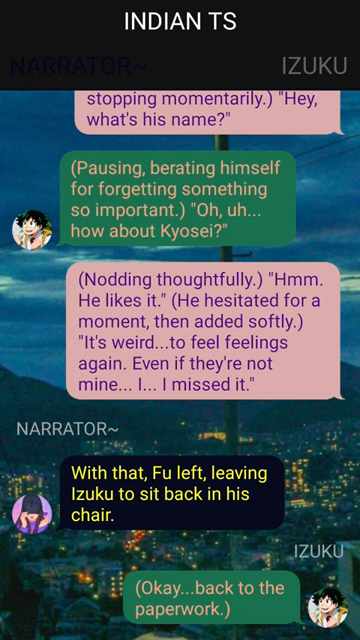 INDIAN TS
NARRATOR~
IZUKU
stopping momentarily.) "Hey,
what's his name?"
(Pausing, berating himself
for forgetting something
so important.) "Oh, uh...
how about Kyosei?"
(Nodding thoughtfully.) "Hmm.
He likes it." (He hesitated for a
moment, then added softly.)
"It's weird...to feel feelings
again. Even if they're not
mine... I... I missed it."
NARRATOR~
With that, Fu left, leaving
Izuku to sit back in his
chair.
IZUKU
(Okay...back to the
paperwork.)